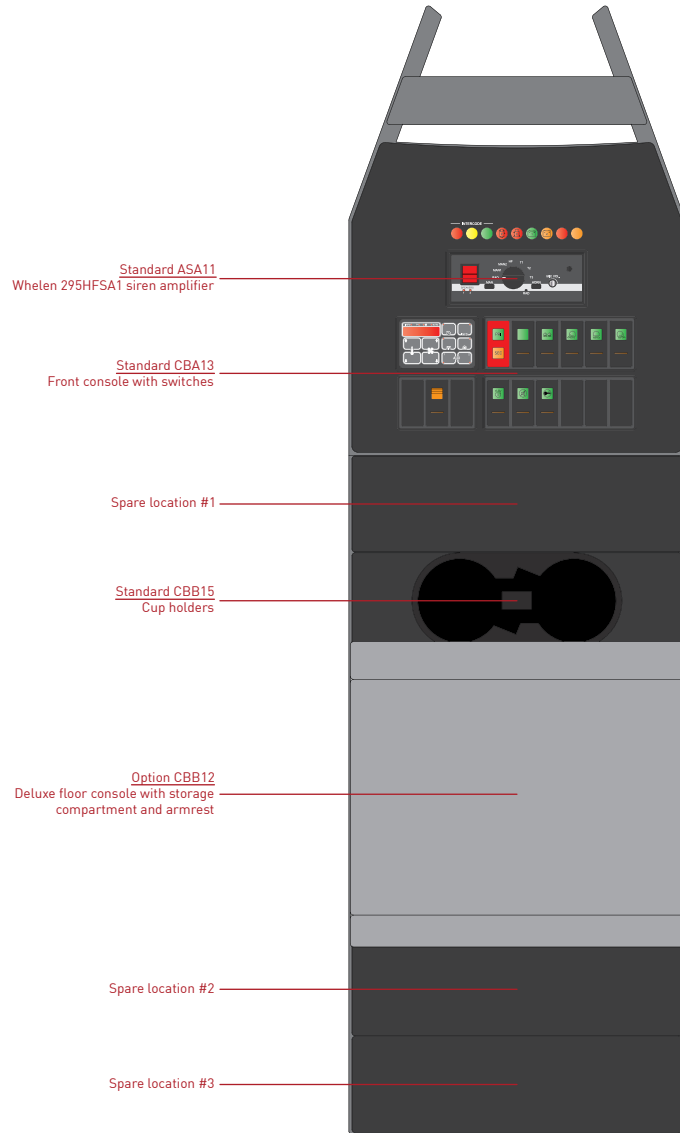 INTERCODE
Standard ASA11
Whelen 295HFSA1 siren amplifier
Standard CBA13
Front console with switches
Spare location #1
Standard CBB15
Cup holders
Option CBB12
Deluxe floor console with storage
compartment and armrest
Spare location #2
Spare location #3